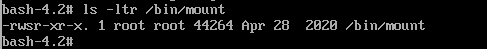 bash-4.2# ls -ltr /bin/mount
-rwsr-xr-x. 1 root root 44264 Apr 28  2020 /bin/mount
bash-4.2#